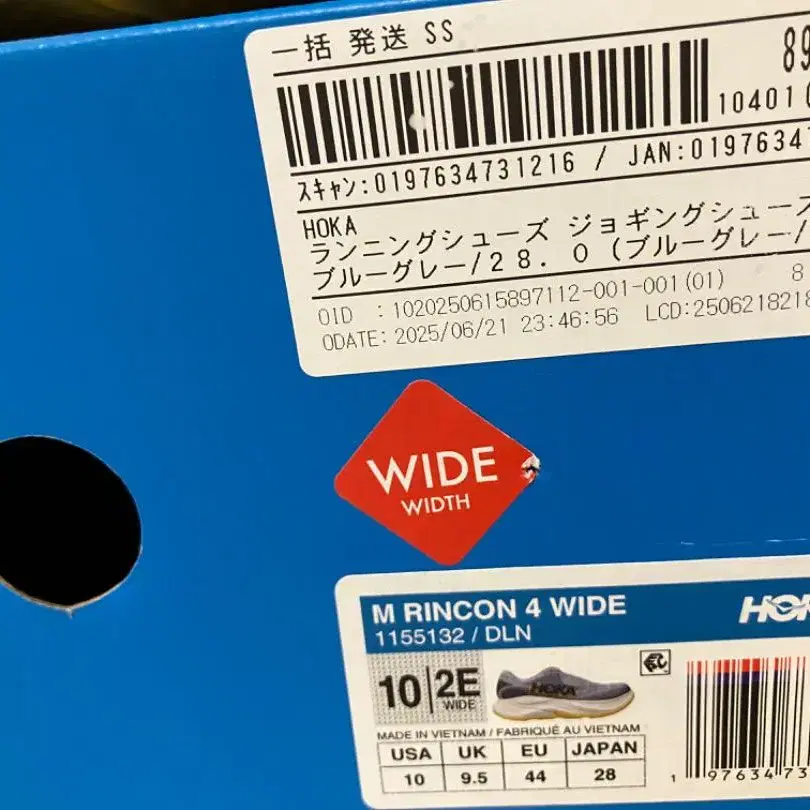 一括 発送 SS
89
10401
スキャン:0197634731216 / JAN:0197634
HOKA
ランニングシューズ ジョギングシューズ
ブルーグレー/28.0 (ブルーグレー/
OID :1020250615897112-001-001(01) 8
ODATE: 2025/06/21 23:46:56 LCD:250621821
WIDE
WIDTH
M RINCON 4 WIDE
1155132 / DLN
HOKA
10 2E
WIDE
HOKA
MADE IN VIETNAM / FABRIQUÉ AU VIETNAM
USA UK EU JAPAN
10 9.5 44 28
1 97634 73